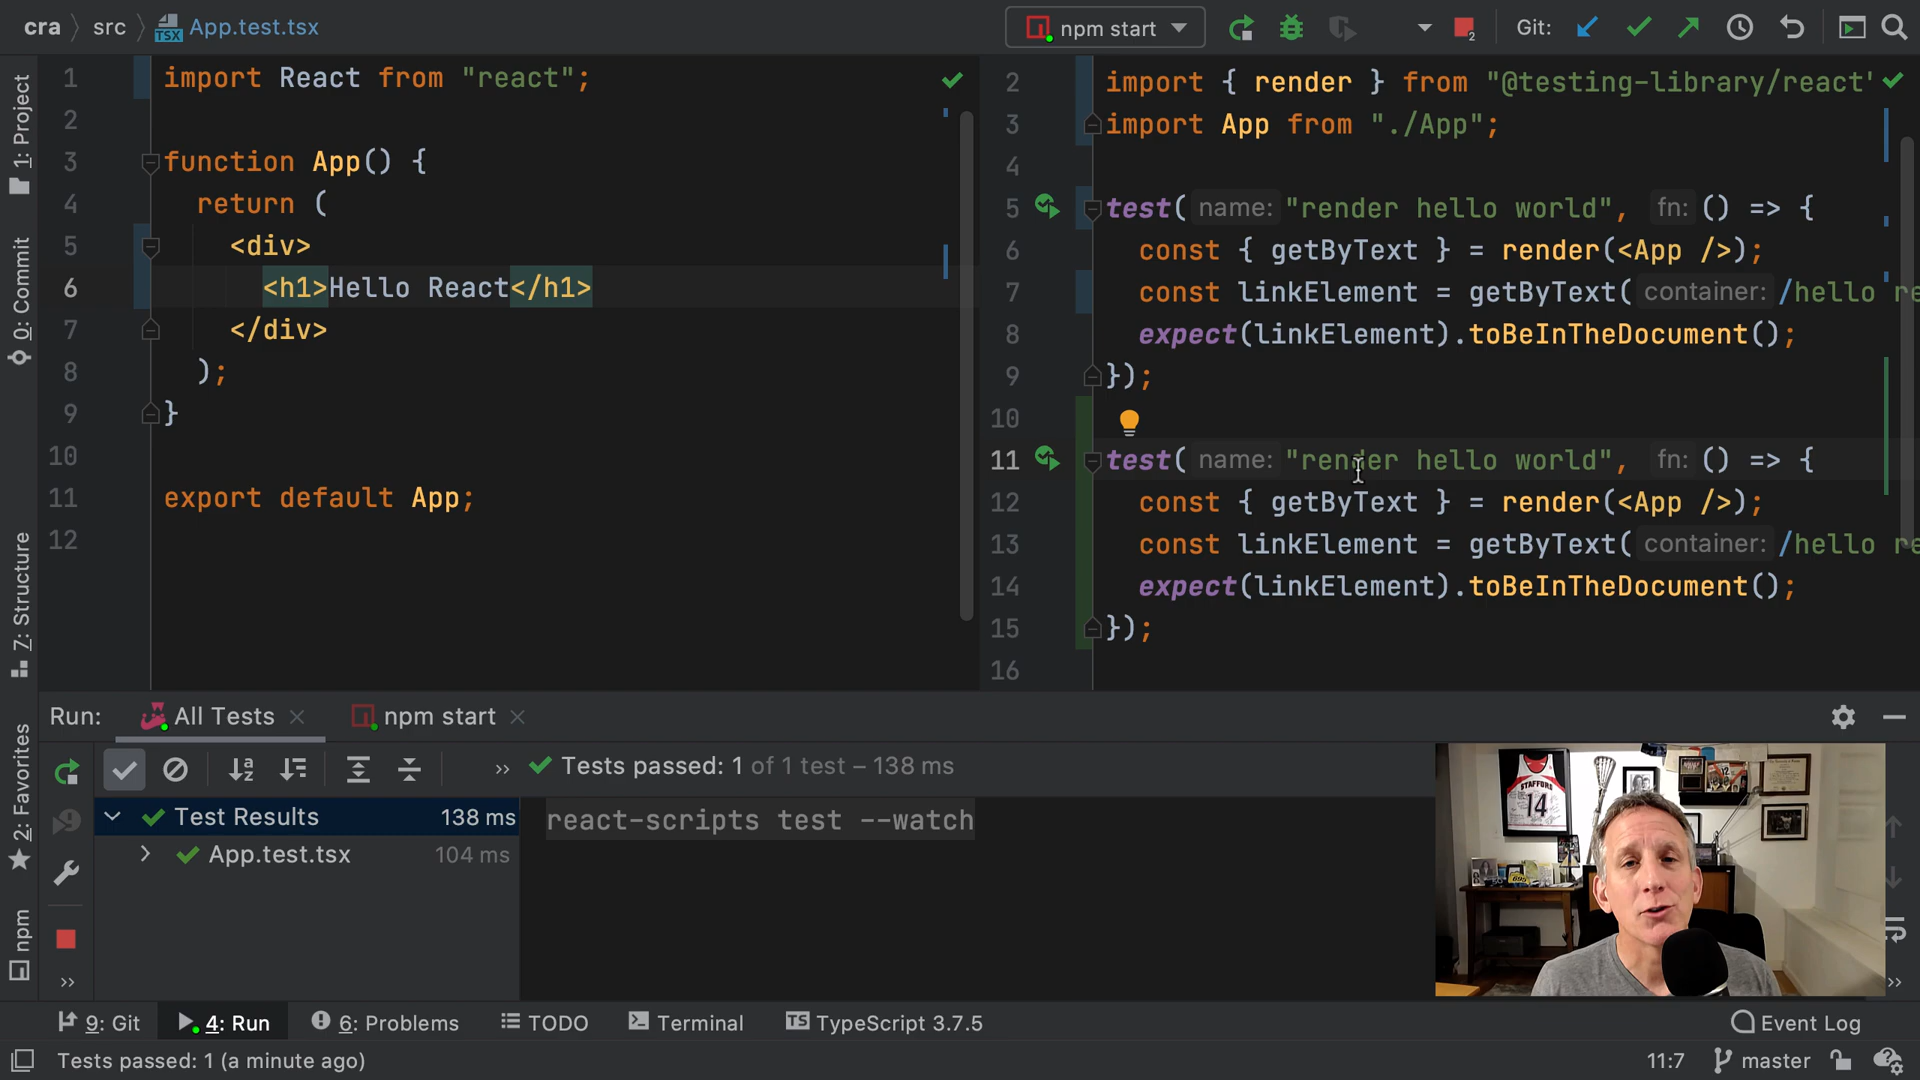 cra src TSX App.test.tsx
npm start
2
Git:
1: Project
0: Commit
7: Structure
2: Favorites
npm
1 import React from "react";
2
3 function App() {
4 return (
5 <div>
6 <h1>Hello React</h1>
7 </div>
8 );
9 }
10
11 export default App;
12
2 import { render } from "@testing-library/react'
3 import App from "./App";
4
5 test( name: "render hello world", fn: () => {
6 const { getByText } = render(<App />);
7 const linkElement = getByText( container: /hello re
8 expect(linkElement).toBeInTheDocument();
9 });
10
11 test( name: "render hello world", fn: () => {
12 const { getByText } = render(<App />);
13 const linkElement = getByText( container: /hello re
14 expect(linkElement).toBeInTheDocument();
15 });
16
Run: All Tests npm start
Tests passed: 1 of 1 test – 138 ms
Test Results 138 ms
App.test.tsx 104 ms
react-scripts test --watch
STAFFORD
14
9: Git 4: Run 6: Problems TODO Terminal TS TypeScript 3.7.5 Event Log
Tests passed: 1 (a minute ago) 11:7 master